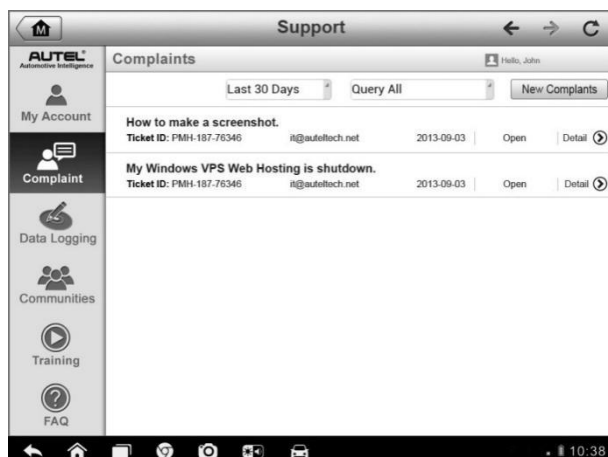 M
Support
AUTEL®
Automotive Intelligence
Complaints
Hello, John
Last 30 Days
Query All
New Complants
My Account
How to make a screenshot.
Ticket ID: PMH-187-76346 it@auteltech.net 2013-09-03 Open Detail
Complaint
My Windows VPS Web Hosting is shutdown.
Ticket ID: PMH-187-76346 it@auteltech.net 2013-09-03 Open Detail
Data Logging
Communities
Training
FAQ
10:38